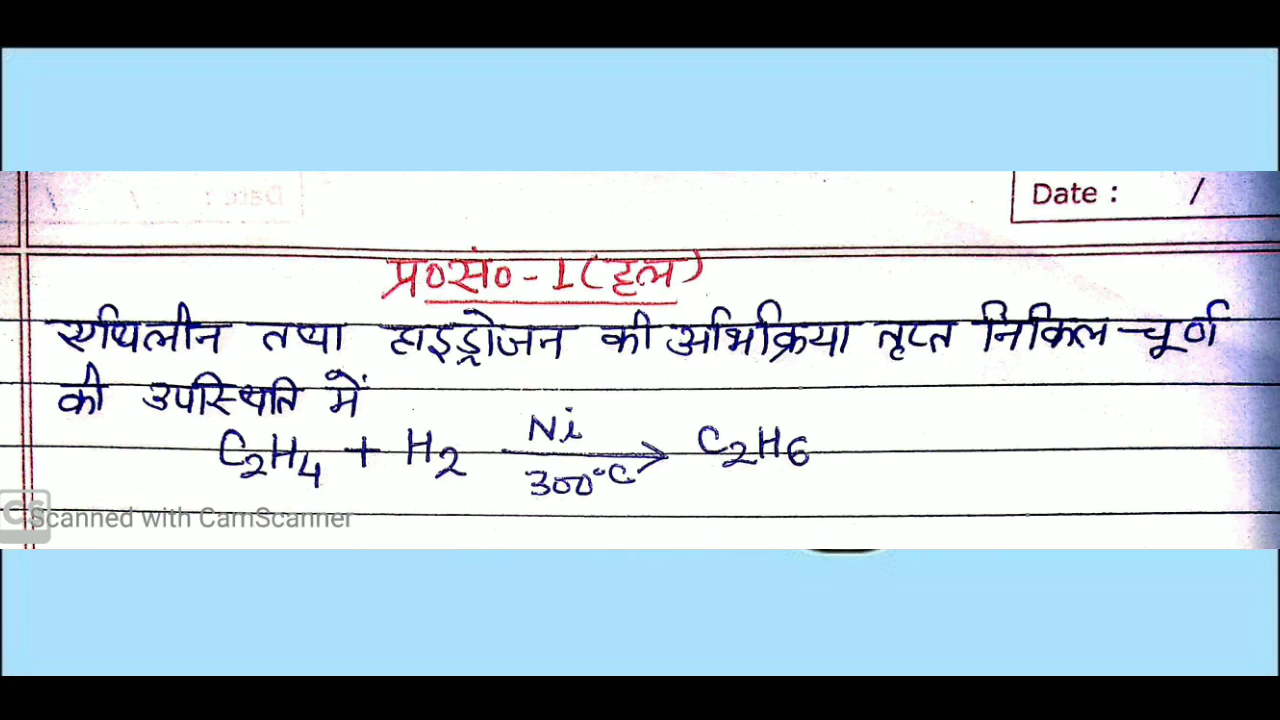 Date : /
प्र०सं०-1(हल)
एथिलीन तथा हाइड्रोजन की अभिक्रिया तृप्त निकिल-चूर्ण
की उपस्थिति में
C₂H₄ + H₂ Ni 300°C → C₂H₆
CS Scanned with CamScanner